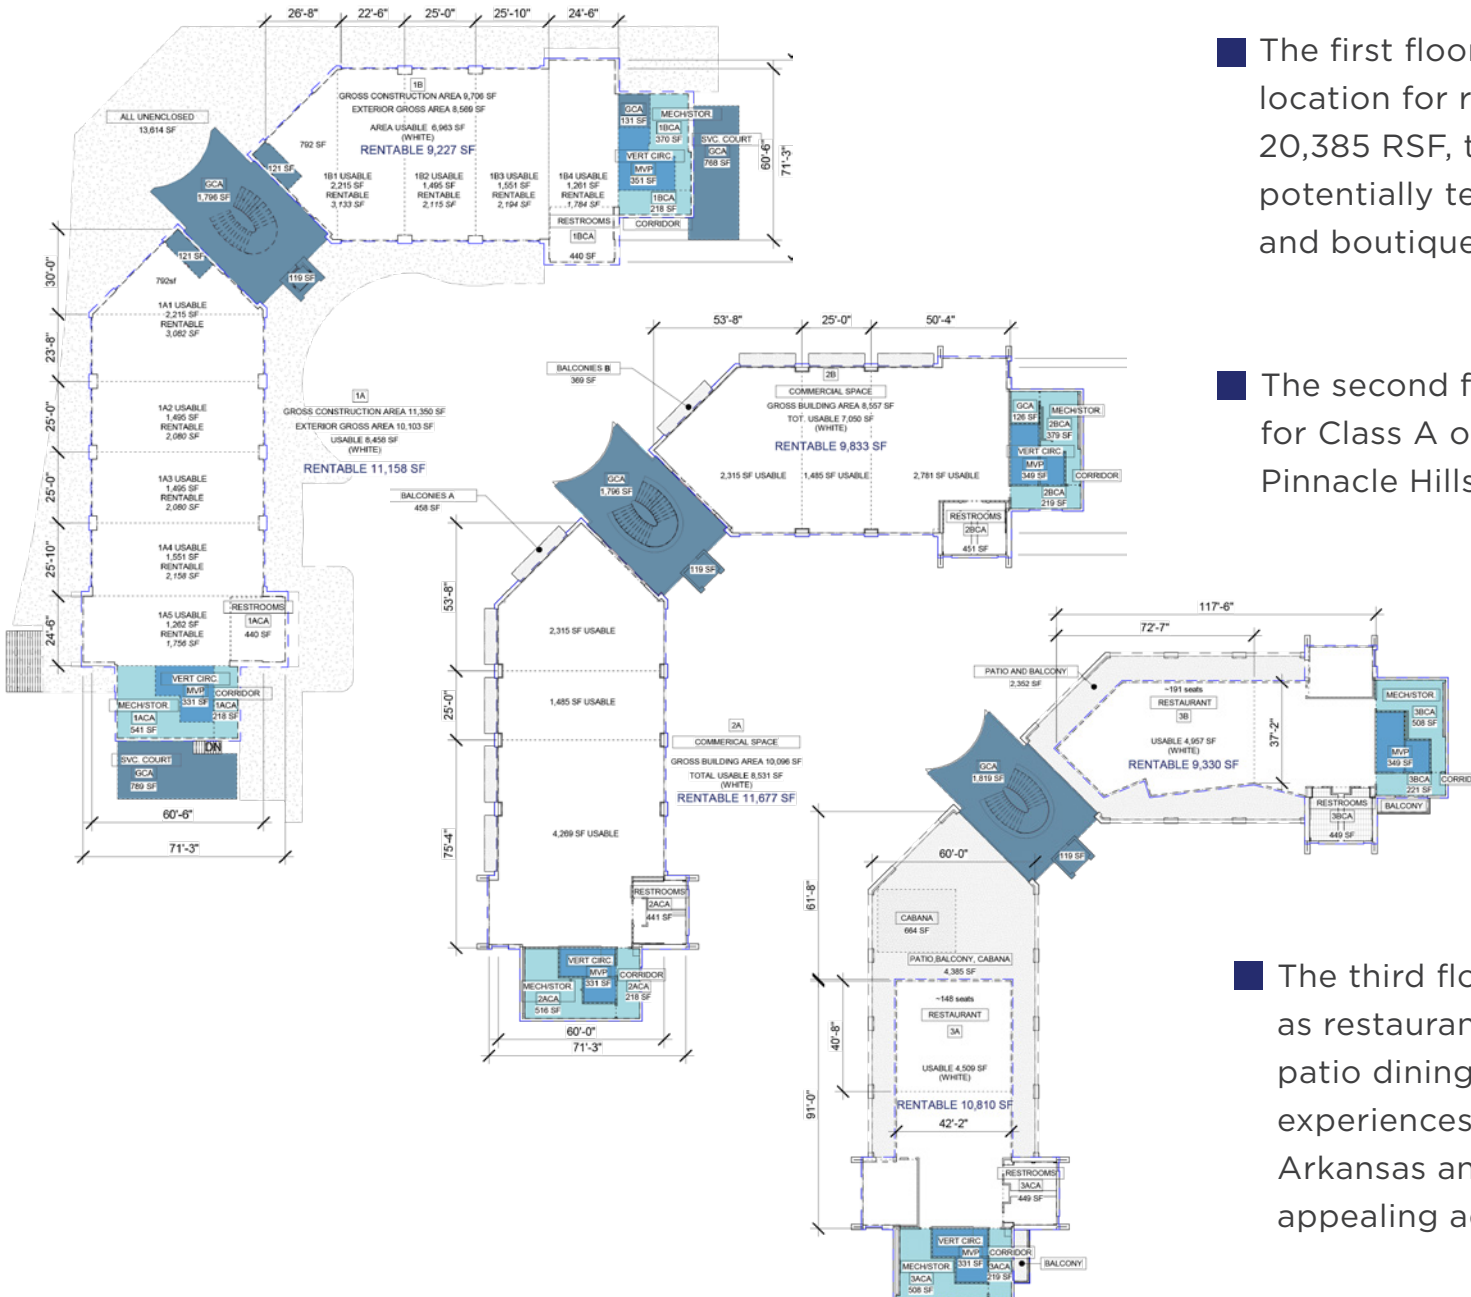 26'-8" 22'-6" 25'-0" 25'-10" 24'-6"
ALL UNENCLOSED
13,614 SF
1B
GROSS CONSTRUCTION AREA 9,706 SF
EXTERIOR GROSS AREA 8,569 SF
AREA USABLE 6,963 SF
(WHITE)
RENTABLE 9,227 SF
792 SF
121 SF
1B1 USABLE
2,215 SF
RENTABLE
3,133 SF
1B2 USABLE
1,495 SF
RENTABLE
2,115 SF
1B3 USABLE
1,551 SF
RENTABLE
2,194 SF
1B4 USABLE
1,261 SF
RENTABLE
1,784 SF
RESTROOMS
1BCA
440 SF
GCA
131 SF
MECH/STOR.
1BCA
370 SF
VERT CIRC.
MVP
351 SF
1BCA
218 SF
CORRIDOR
SVC. COURT
GCA
768 SF
60'-6"
71'-3"
GCA
1,796 SF
121 SF
119 SF
792sf
30'-0"
23'-8"
25'-0"
25'-0"
25'-10"
24'-6"
1A1 USABLE
2,215 SF
RENTABLE
3,082 SF
1A2 USABLE
1,495 SF
RENTABLE
2,080 SF
1A3 USABLE
1,495 SF
RENTABLE
2,080 SF
1A4 USABLE
1,551 SF
RENTABLE
2,158 SF
1A5 USABLE
1,262 SF
RENTABLE
1,756 SF
RESTROOMS
1ACA
440 SF
1A
GROSS CONSTRUCTION AREA 11,350 SF
EXTERIOR GROSS AREA 10,103 SF
USABLE 8,458 SF
(WHITE)
RENTABLE 11,158 SF
VERT CIRC.
MVP
331 SF
CORRIDOR
1ACA
218 SF
MECH/STOR.
1ACA
541 SF
DN
SVC. COURT
GCA
789 SF
60'-6"
71'-3"
53'-8" 25'-0" 50'-4"
BALCONIES B
369 SF
2B
COMMERCIAL SPACE
GROSS BUILDING AREA 8,557 SF
TOT. USABLE 7,050 SF
(WHITE)
RENTABLE 9,833 SF
2,315 SF USABLE
1,485 SF USABLE
2,781 SF USABLE
GCA
126 SF
MECH/STOR.
2BCA
379 SF
VERT CIRC.
MVP
349 SF
CORRIDOR
2BCA
219 SF
RESTROOMS
2BCA
451 SF
GCA
1,796 SF
119 SF
BALCONIES A
458 SF
53'-8"
25'-0"
75'-4"
2,315 SF USABLE
1,485 SF USABLE
4,269 SF USABLE
2A
COMMERICAL SPACE
GROSS BUILDING AREA 10,096 SF
TOTAL USABLE 8,531 SF
(WHITE)
RENTABLE 11,677 SF
RESTROOMS
2ACA
441 SF
VERT CIRC.
MVP
331 SF
CORRIDOR
2ACA
218 SF
MECH/STOR.
2ACA
516 SF
60'-0"
71'-3"
117'-6"
72'-7"
PATIO AND BALCONY
2,352 SF
~191 seats
RESTAURANT
3B
USABLE 4,957 SF
(WHITE)
RENTABLE 9,330 SF
37'-2"
MECH/STOR.
3BCA
508 SF
MVP
349 SF
3BCA
221 SF
CORRID
BALCONY
RESTROOMS
3BCA
449 SF
GCA
1,819 SF
119 SF
60'-0"
61'-8"
CABANA
664 SF
PATIO,BALCONY, CABANA
4,385 SF
~148 seats
RESTAURANT
3A
USABLE 4,509 SF
(WHITE)
RENTABLE 10,810 SF
42'-2"
40'-8"
91'-0"
RESTROOMS
3ACA
449 SF
VERT CIRC.
MVP
331 SF
CORRIDOR
3ACA
219 SF
MECH/STOR.
3ACA
508 SF
BALCONY
The first floor
location for r
20,385 RSF, t
potentially te
and boutique
The second f
for Class A o
Pinnacle Hills
The third flo
as restauran
patio dining
experiences
Arkansas an
appealing a